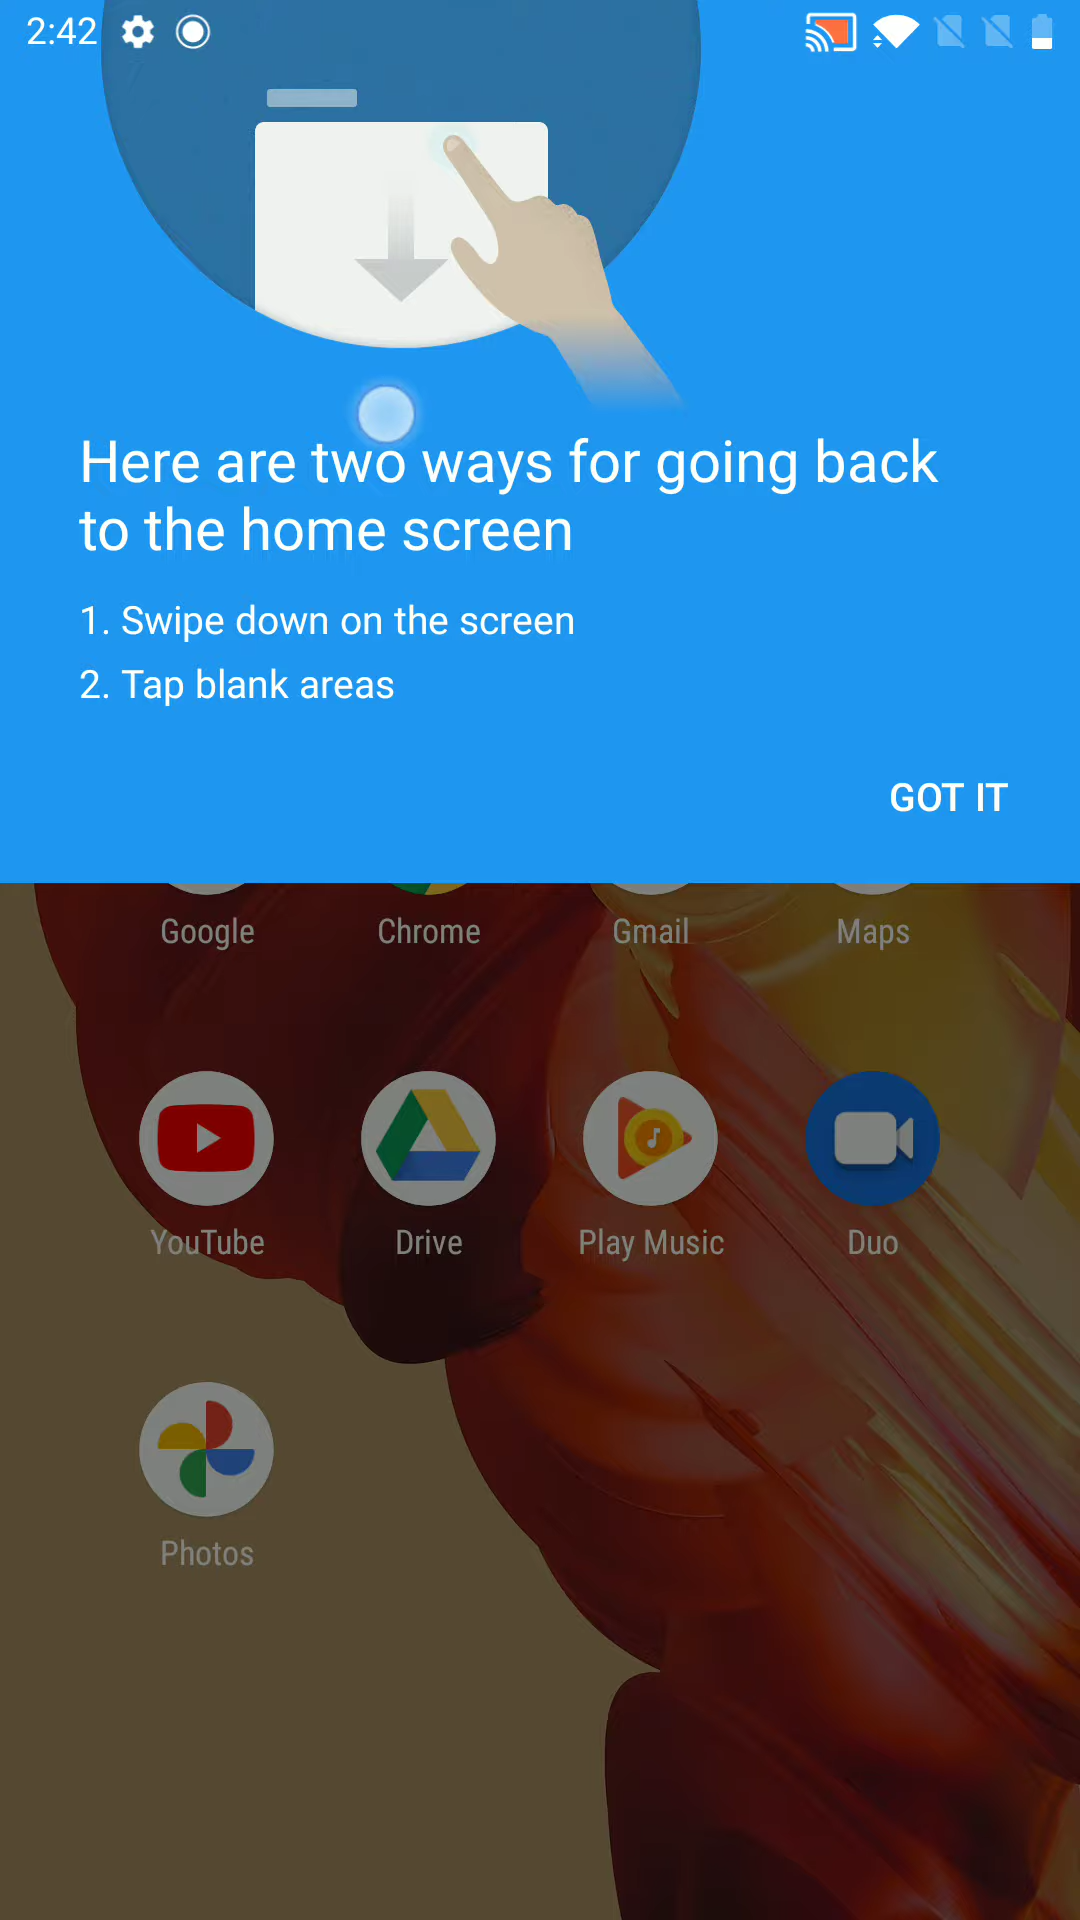 2:42
Here are two ways for going back
to the home screen
1. Swipe down on the screen
2. Tap blank areas
GOT IT
Google Chrome Gmail Maps
YouTube Drive Play Music Duo
Photos